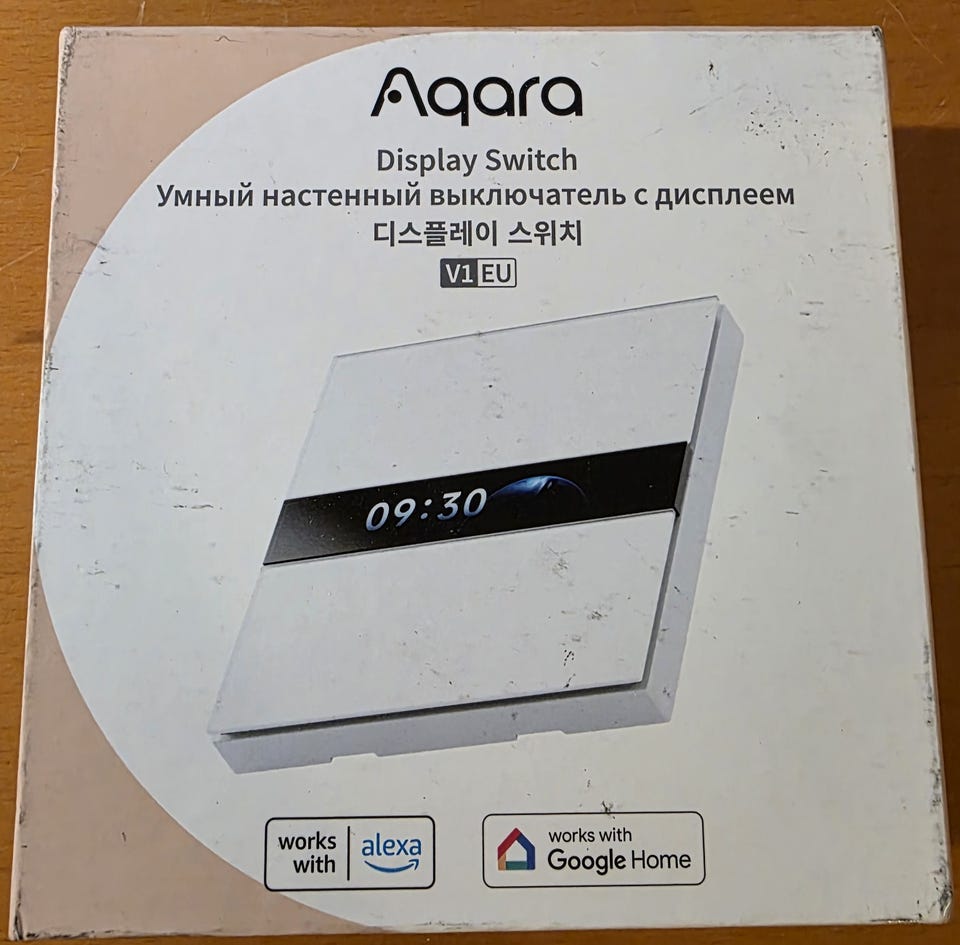 Aqara
Display Switch
Умный настенный выключатель с дисплеем
디스플레이 스위치
V1 EU
09:30
works with alexa
works with Google Home